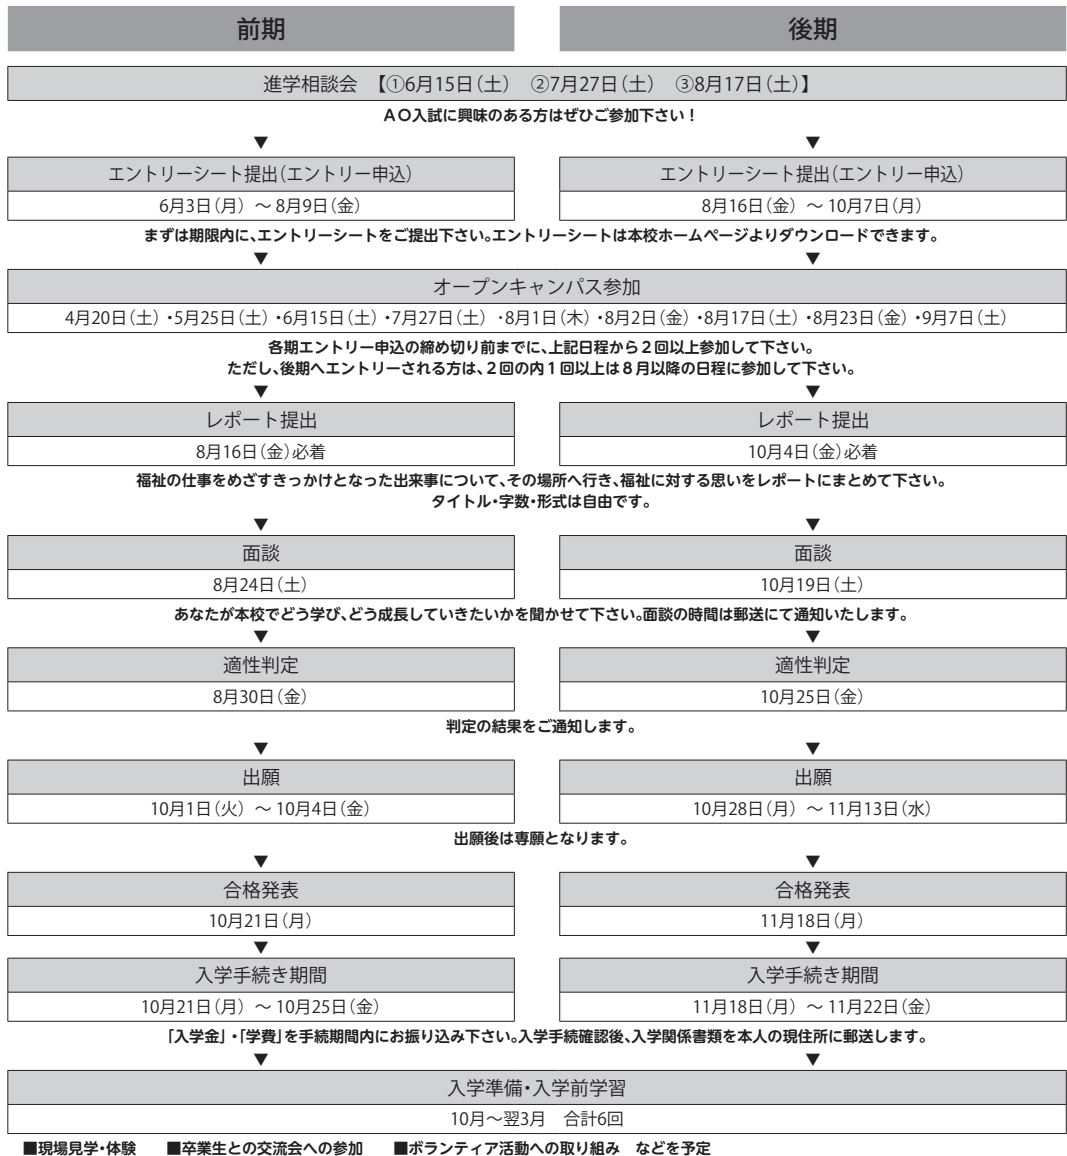 前期　後期
進学相談会　【①6月15日（土）　②7月27日（土）　③8月17日（土）】
ＡＯ入試に興味のある方はぜひご参加下さい！
▼　▼
エントリーシート提出（エントリー申込）　エントリーシート提出（エントリー申込）
6月3日（月）～8月9日（金）　8月16日（金）～10月7日（月）
まずは期限内に、エントリーシートをご提出下さい。エントリーシートは本校ホームページよりダウンロードできます。
▼　▼
オープンキャンパス参加
4月20日（土）・5月25日（土）・6月15日（土）・7月27日（土）・8月1日（木）・8月2日（金）・8月17日（土）・8月23日（金）・9月7日（土）
各期エントリー申込の締め切り前までに、上記日程から２回以上参加して下さい。
ただし、後期へエントリーされる方は、２回の内１回以上は８月以降の日程に参加して下さい。
▼　▼
レポート提出　レポート提出
8月16日（金）必着　10月4日（金）必着
福祉の仕事をめざすきっかけとなった出来事について、その場所へ行き、福祉に対する思いをレポートにまとめて下さい。
タイトル・字数・形式は自由です。
▼　▼
面談　面談
8月24日（土）　10月19日（土）
あなたが本校でどう学び、どう成長していきたいかを聞かせて下さい。面談の時間は郵送にて通知いたします。
▼　▼
適性判定　適性判定
8月30日（金）　10月25日（金）
判定の結果をご通知します。
▼　▼
出願　出願
10月1日（火）～10月4日（金）　10月28日（月）～11月13日（水）
出願後は専願となります。
▼　▼
合格発表　合格発表
10月21日（月）　11月18日（月）
▼　▼
入学手続き期間　入学手続き期間
10月21日（月）～10月25日（金）　11月18日（月）～11月22日（金）
「入学金」・「学費」を手続期間内にお振り込み下さい。入学手続確認後、入学関係書類を本人の現住所に郵送します。
▼　▼
入学準備・入学前学習
10月～翌3月　合計6回
■現場見学・体験　■卒業生との交流会への参加　■ボランティア活動への取り組み　などを予定